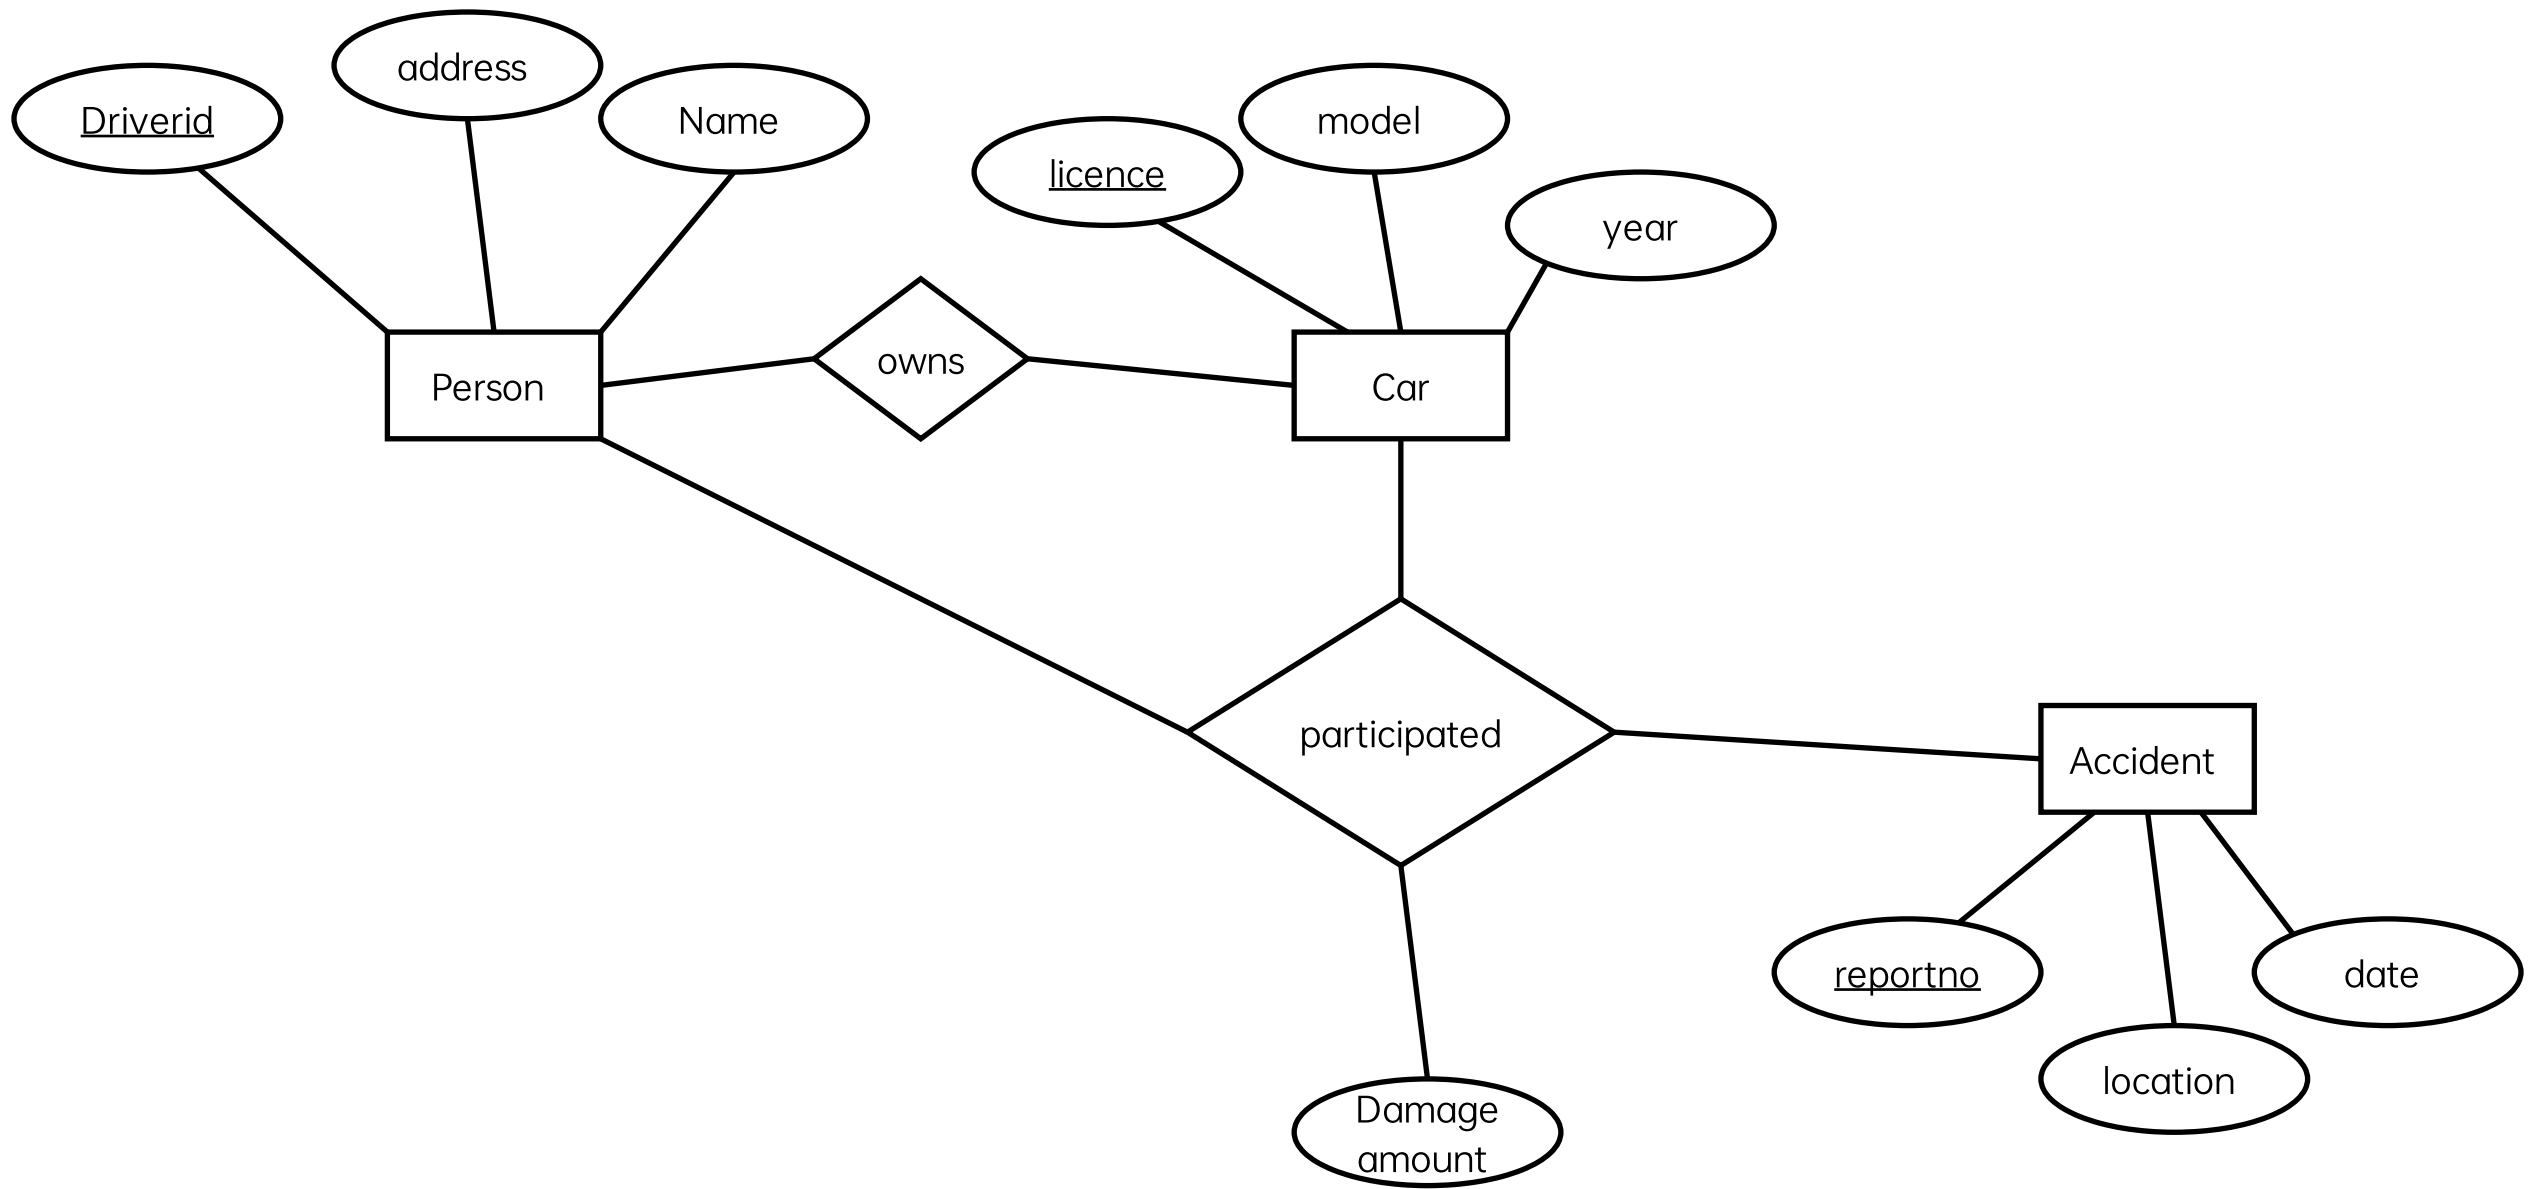 address
Driverid
Name
model
licence
year
owns
Person
Car
participated
Accident
reportno
date
location
Damage
amount